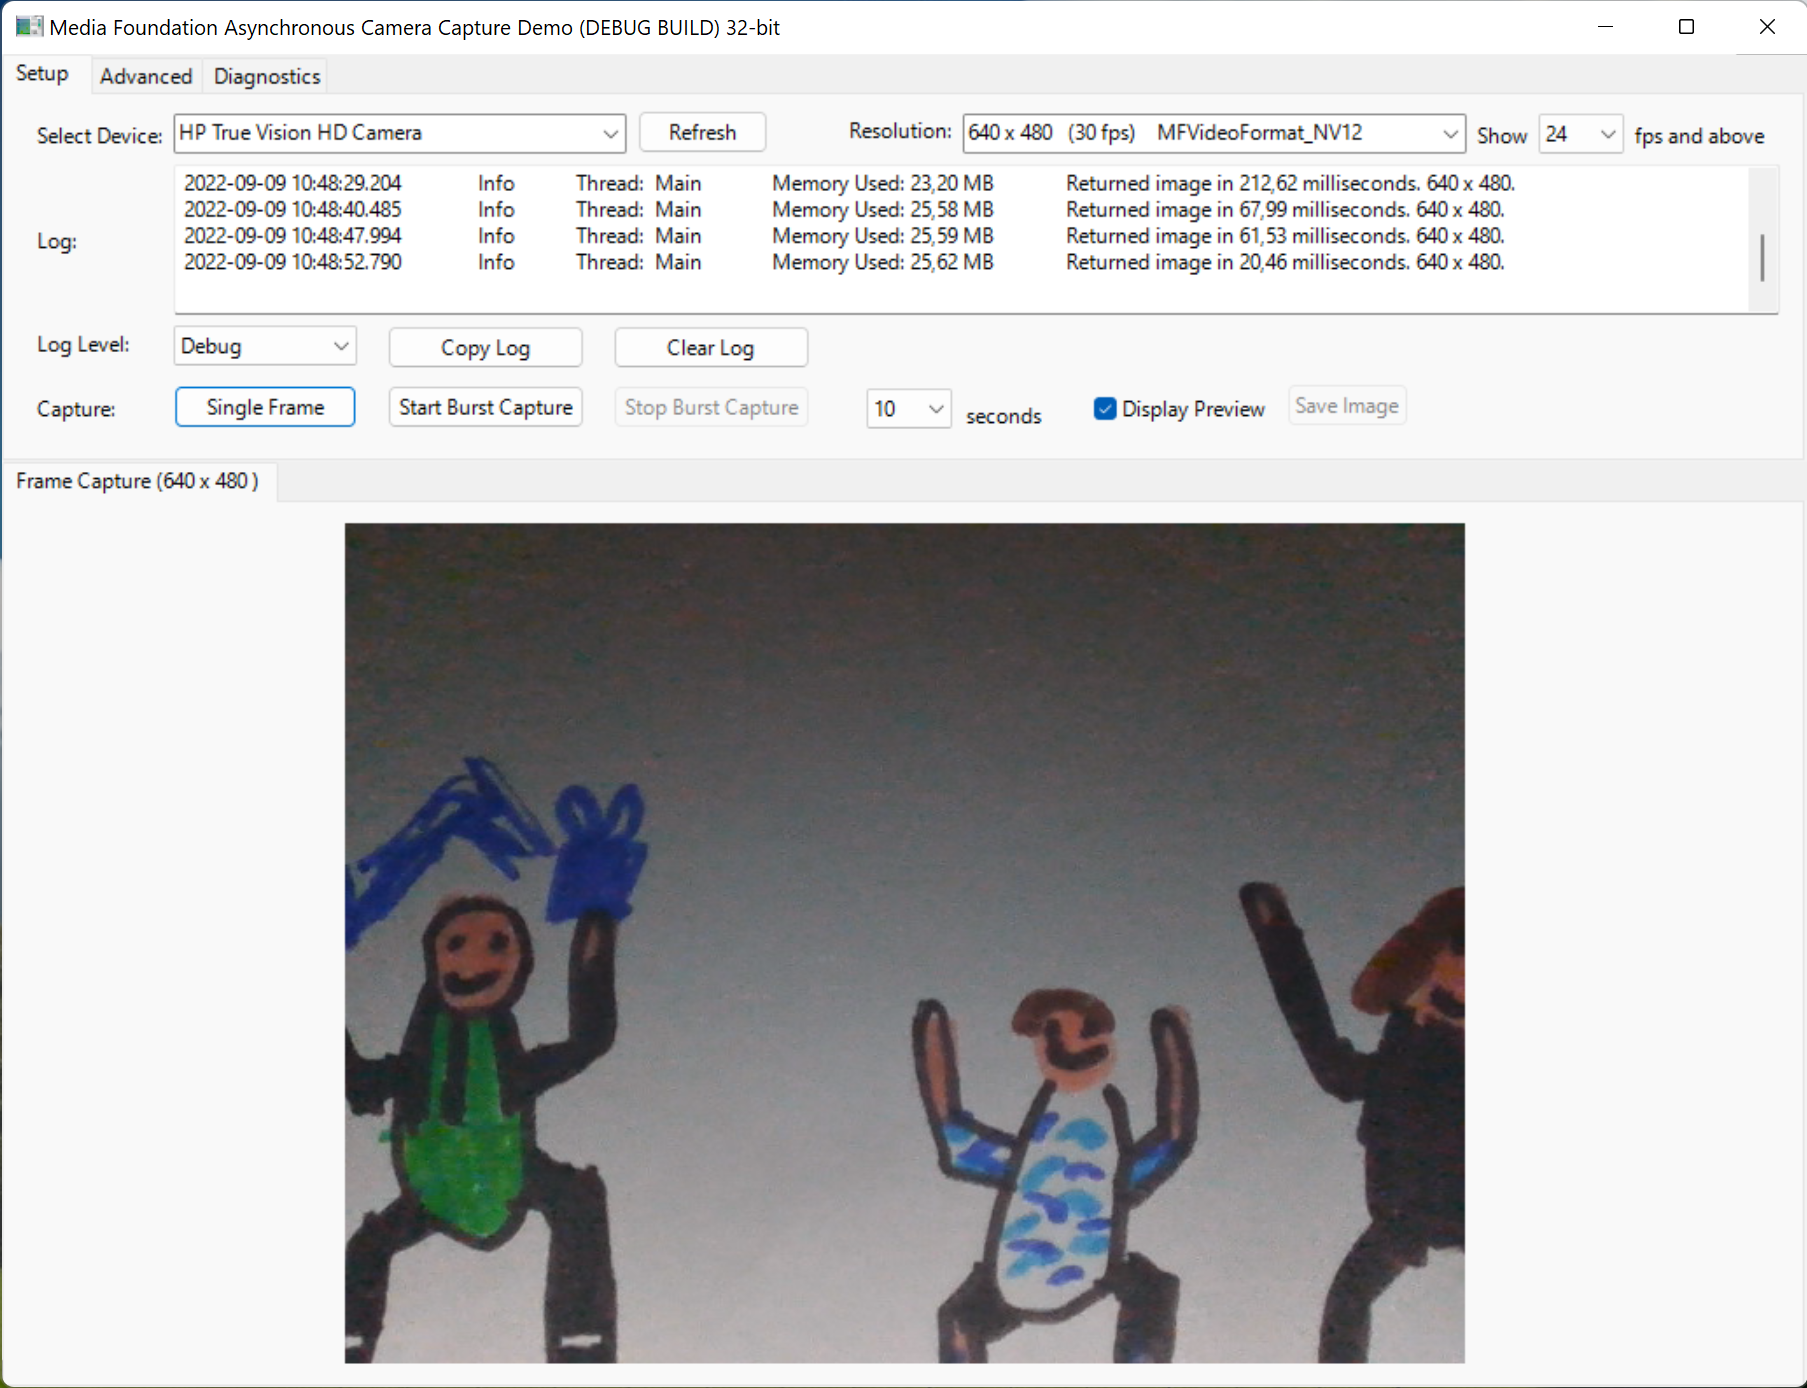 Media Foundation Asynchronous Camera Capture Demo (DEBUG BUILD) 32-bit
Setup Advanced Diagnostics
Select Device: HP True Vision HD Camera Refresh Resolution: 640 x 480 (30 fps) MFVideoFormat_NV12 Show 24 fps and above
Log:
2022-09-09 10:48:29.204 Info Thread: Main Memory Used: 23,20 MB Returned image in 212,62 milliseconds. 640 x 480.
2022-09-09 10:48:40.485 Info Thread: Main Memory Used: 25,58 MB Returned image in 67,99 milliseconds. 640 x 480.
2022-09-09 10:48:47.994 Info Thread: Main Memory Used: 25,59 MB Returned image in 61,53 milliseconds. 640 x 480.
2022-09-09 10:48:52.790 Info Thread: Main Memory Used: 25,62 MB Returned image in 20,46 milliseconds. 640 x 480.
Log Level: Debug Copy Log Clear Log
Capture: Single Frame Start Burst Capture Stop Burst Capture 10 seconds Display Preview Save Image
Frame Capture (640 x 480 )